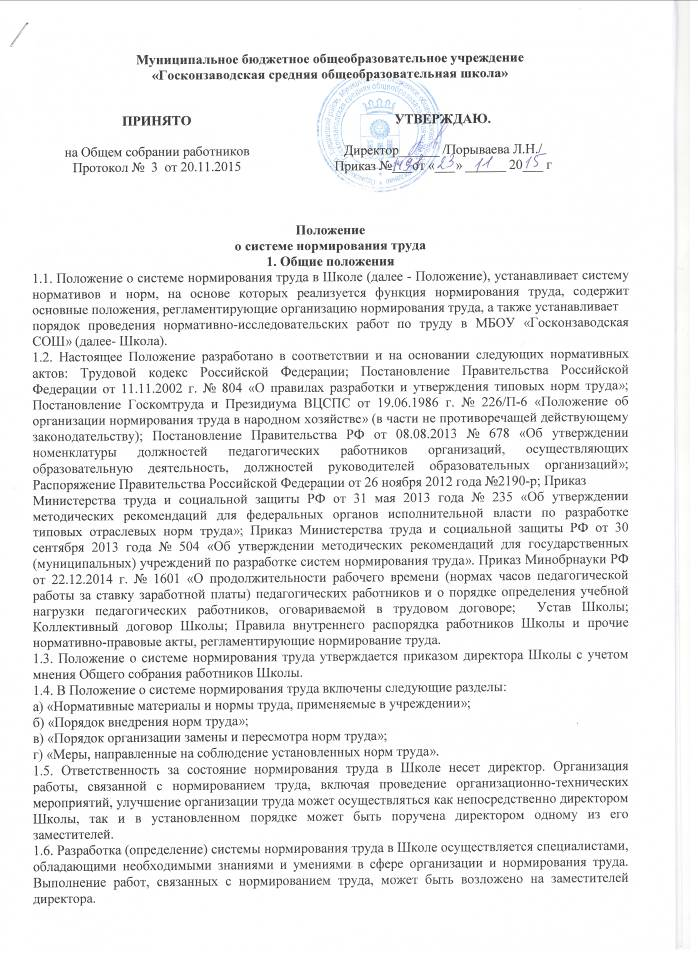 Муниципальное бюджетное общеобразовательное учреждение
«Госконзаводская средняя общеобразовательная школа»
ПРИНЯТО
УТВЕРЖДАЮ.
на Общем собрании работников
Директор ______/Порываева Л.Н./
Протокол № 3 от 20.11.2015
Приказ № от «23» 11 2015 г
Положение
о системе нормирования труда
1. Общие положения
1.1. Положение о системе нормирования труда в Школе (далее - Положение), устанавливает систему
нормативов и норм, на основе которых реализуется функция нормирования труда, содержит
основные положения, регламентирующие организацию нормирования труда, а также устанавливает
порядок проведения нормативно-исследовательских работ по труду в МБОУ «Госконзаводская
СОШ» (далее- Школа).
1.2. Настоящее Положение разработано в соответствии и на основании следующих нормативных
актов: Трудовой кодекс Российской Федерации; Постановление Правительства Российской
Федерации от 11.11.2002 г. № 804 «О правилах разработки и утверждения типовых норм труда»;
Постановление Госкомтруда и Президиума ВЦСПС от 19.06.1986 г. № 226/П-6 «Положение об
организации нормирования труда в народном хозяйстве» (в части не противоречащей действующему
законодательству); Постановление Правительства РФ от 08.08.2013 № 678 «Об утверждении
номенклатуры должностей педагогических работников организаций, осуществляющих
образовательную деятельность, должностей руководителей образовательных организаций»;
Распоряжение Правительства Российской Федерации от 26 ноября 2012 года №2190-р; Приказ
Министерства труда и социальной защиты РФ от 31 мая 2013 года № 235 «Об утверждении
методических рекомендаций для федеральных органов исполнительной власти по разработке
типовых отраслевых норм труда»; Приказ Министерства труда и социальной защиты РФ от 30
сентября 2013 года № 504 «Об утверждении методических рекомендаций для государственных
(муниципальных) учреждений по разработке систем нормирования труда». Приказ Минобрнауки РФ
от 22.12.2014 г. № 1601 «О продолжительности рабочего времени (нормах часов педагогической
работы за ставку заработной платы) педагогических работников и о порядке определения учебной
нагрузки педагогических работников, оговариваемой в трудовом договоре; Устав Школы;
Коллективный договор Школы; Правила внутреннего распорядка работников Школы и прочие
нормативно-правовые акты, регламентирующие нормирование труда.
1.3. Положение о системе нормирования труда утверждается приказом директора Школы с учетом
мнения Общего собрания работников Школы.
1.4. В Положение о системе нормирования труда включены следующие разделы:
а) «Нормативные материалы и нормы труда, применяемые в учреждении»;
б) «Порядок внедрения норм труда»;
в) «Порядок организации замены и пересмотра норм труда»;
г) «Меры, направленные на соблюдение установленных норм труда».
1.5. Ответственность за состояние нормирования труда в Школе несет директор. Организация
работы, связанной с нормированием труда, включая проведение организационно-технических
мероприятий, улучшение организации труда может осуществляться как непосредственно директором
Школы, так и в установленном порядке может быть поручена директором одному из его
заместителей.
1.6. Разработка (определение) системы нормирования труда в Школе осуществляется специалистами,
обладающими необходимыми знаниями и умениями в сфере организации и нормирования труда.
Выполнение работ, связанных с нормированием труда, может быть возложено на заместителей
директора.